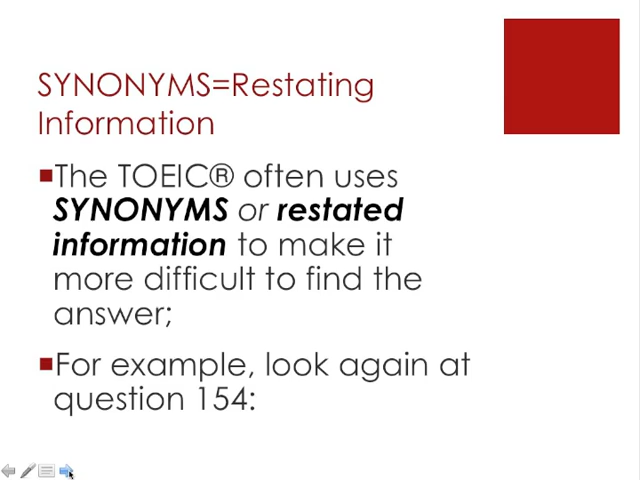 SYNONYMS=Restating
Information
The TOEIC® often uses
SYNONYMS or restated
information to make it
more difficult to find the
answer;
For example, look again at
question 154: